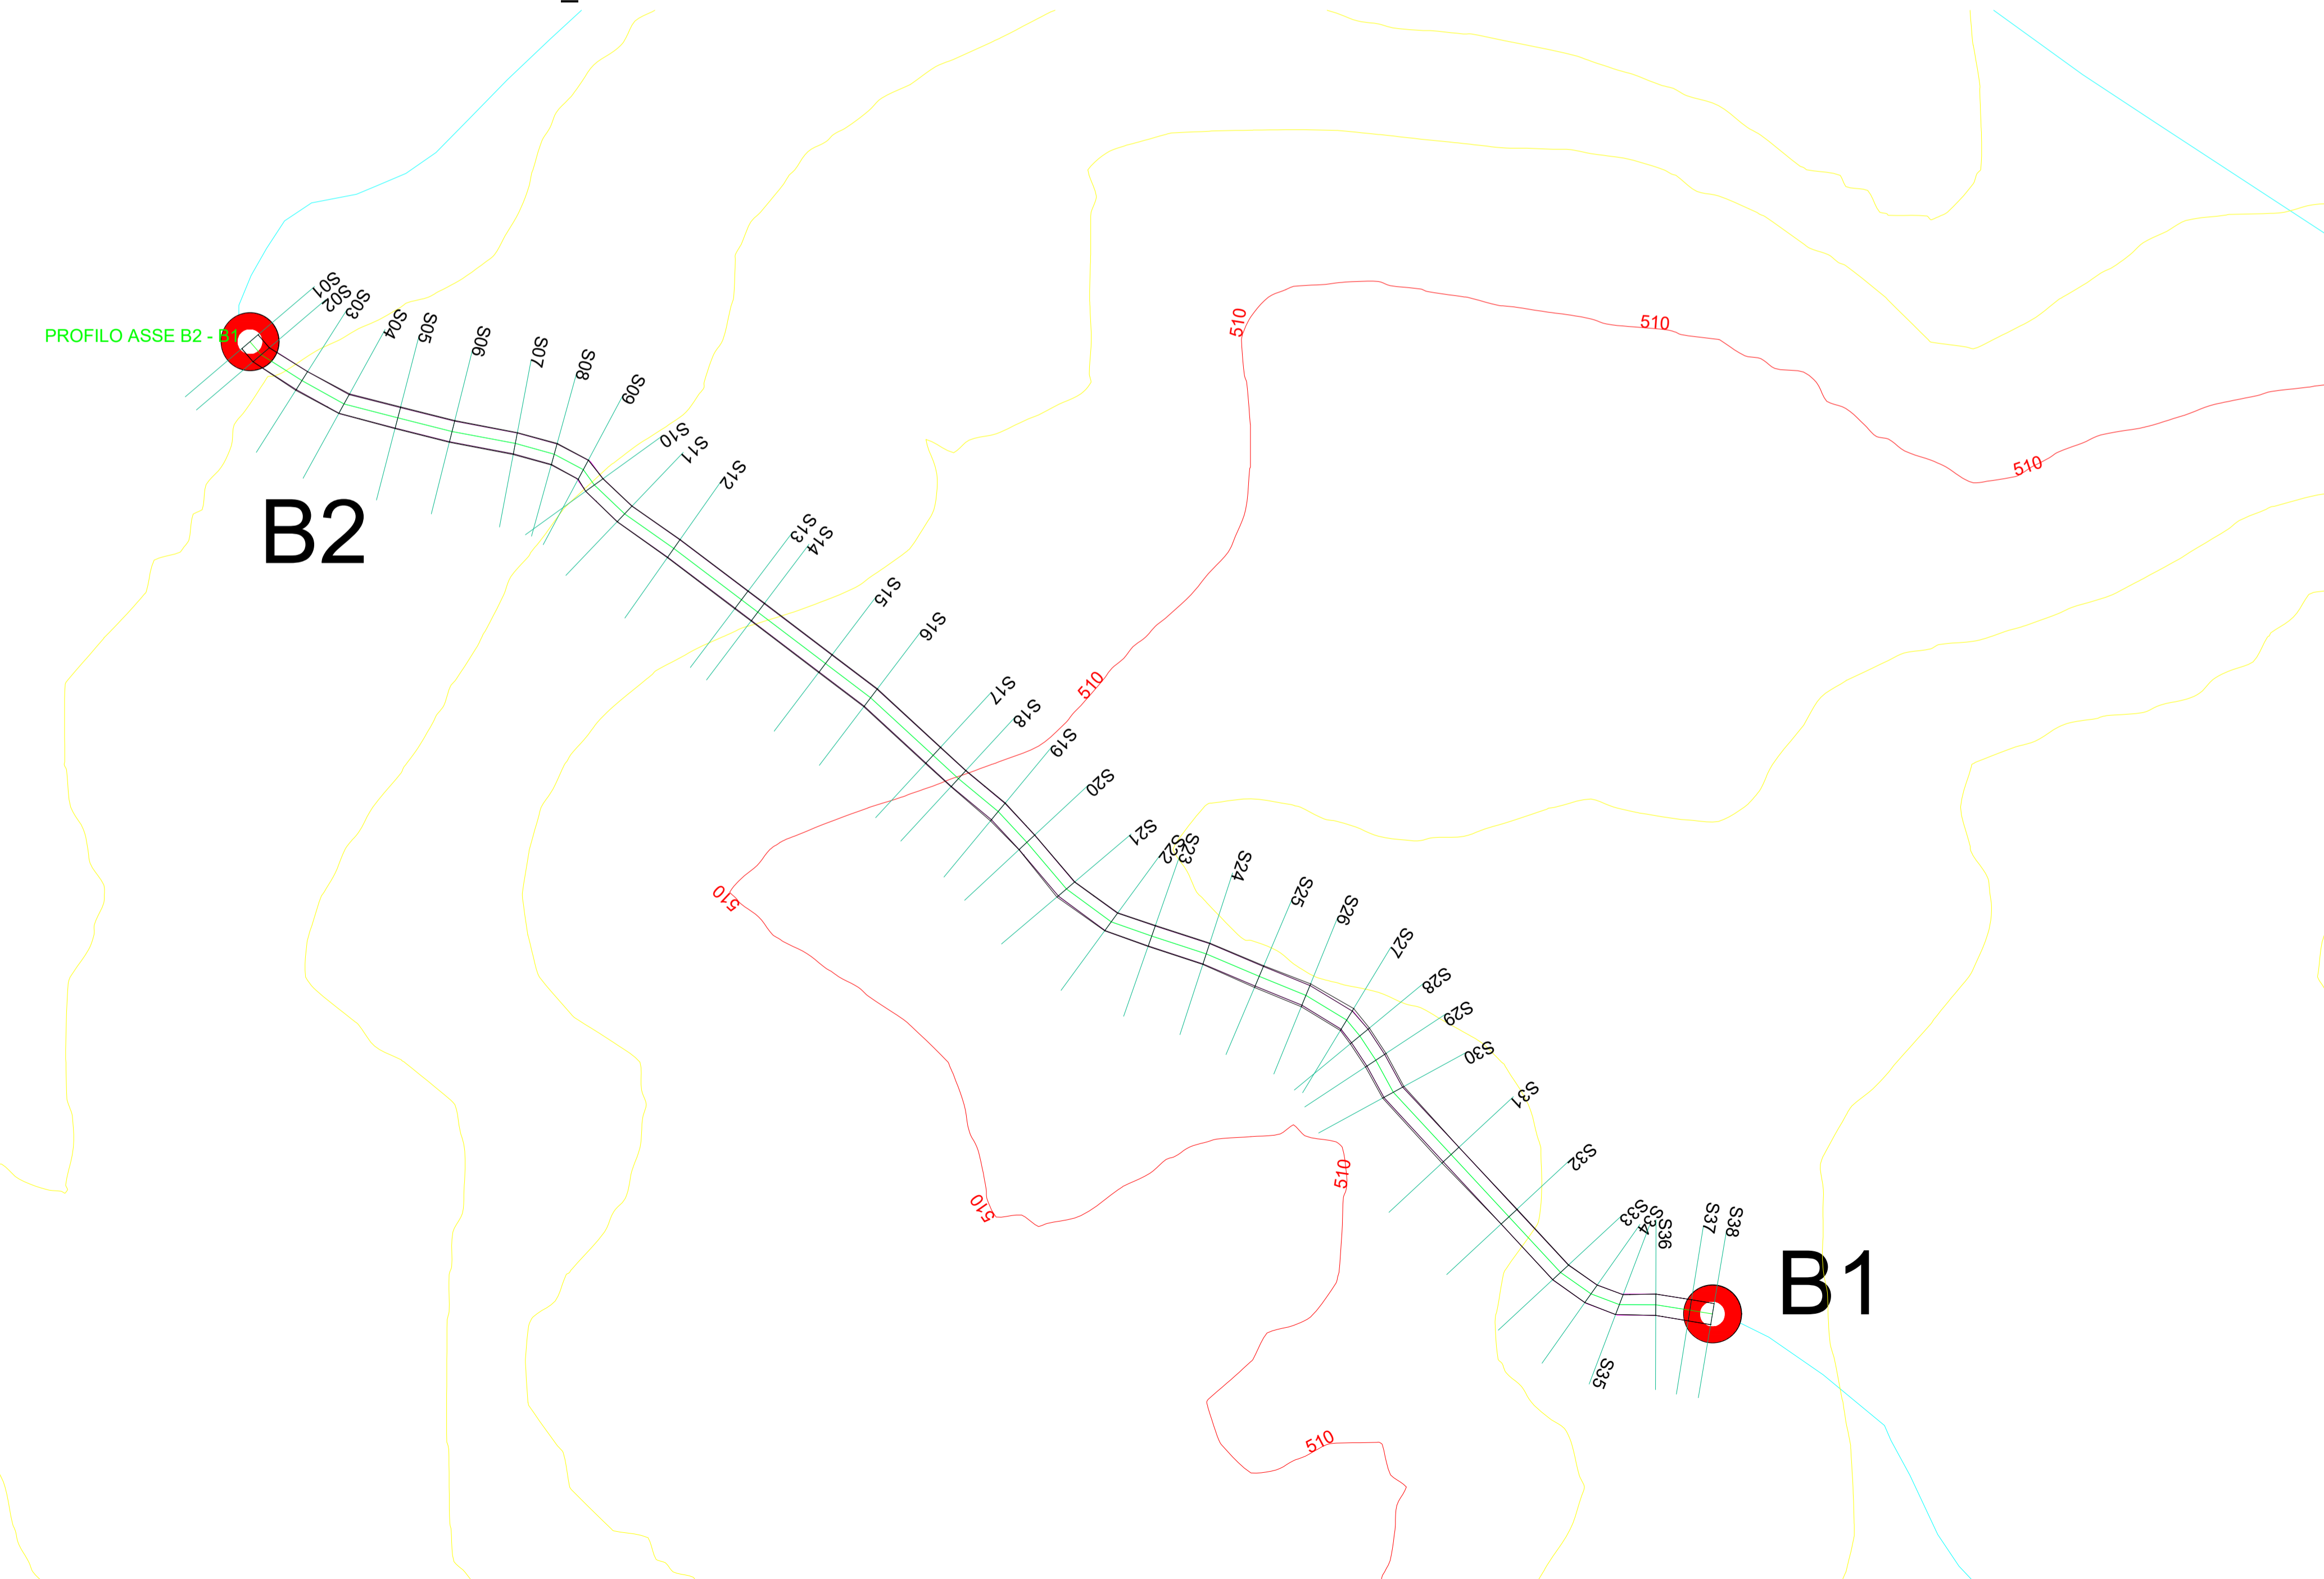 S01
S02
S03
S04
S05
S06
S07
S08
S09
PROFILO ASSE B2 - B1
510
510
S10
S11
S12
510
B2
S13
S14
S15
S16
S17
S18
510
S19
S20
S21
S22
S23
S24
510
S25
S26
S27
S28
S29
S30
S31
S32
510
510
S33
S34
S36
S37
S38
B1
S35
510